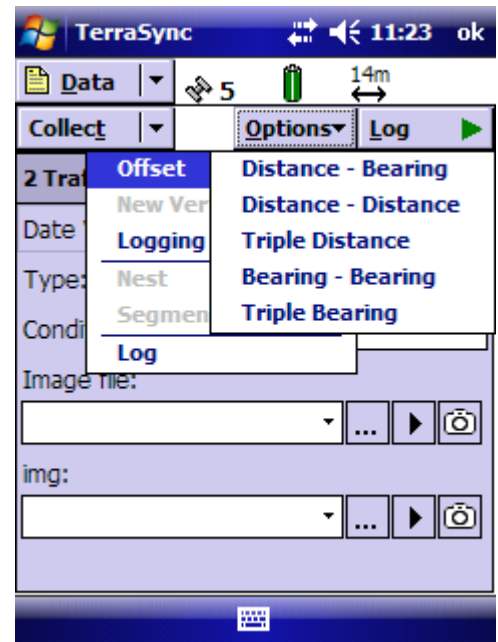 TerraSync 11:23 ok
Data 5 14m
Collect Options Log
2 Traf Offset Distance - Bearing
New Ver Distance - Distance
Date Logging Triple Distance
Type: Nest Bearing - Bearing
Condi Segmen Triple Bearing
Log
Image file:
...
img:
...